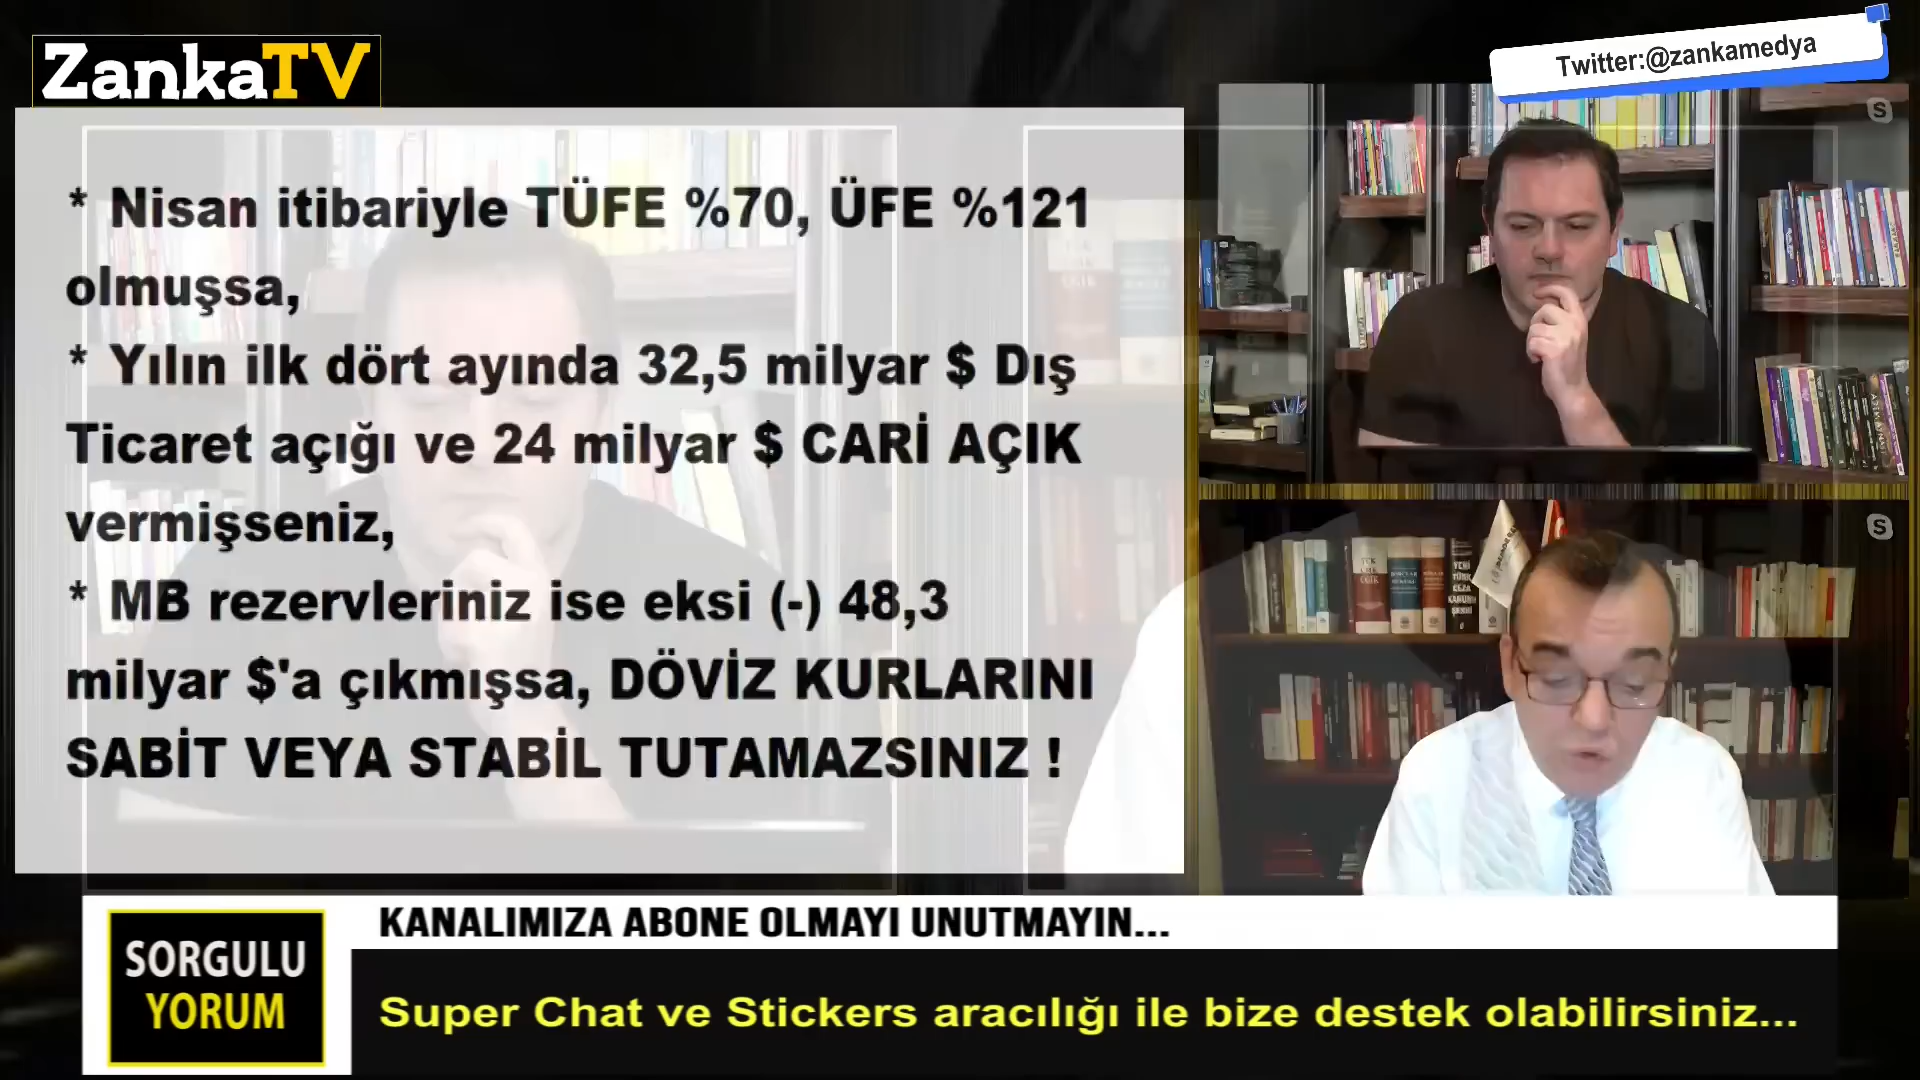 ZankaTV
Twitter:@zankamedya
* Nisan itibariyle TÜFE %70, ÜFE %121
olmuşsa,
* Yılın ilk dört ayında 32,5 milyar $ Dış
Ticaret açığı ve 24 milyar $ CARİ AÇIK
vermişseniz,
* MB rezervleriniz ise eksi (-) 48,3
milyar $'a çıkmışsa, DÖVİZ KURLARINI
SABİT VEYA STABİL TUTAMAZSINIZ !
KANALIMIZA ABONE OLMAYI UNUTMAYIN...
SORGULU
YORUM
Super Chat ve Stickers aracılığı ile bize destek olabilirsiniz...